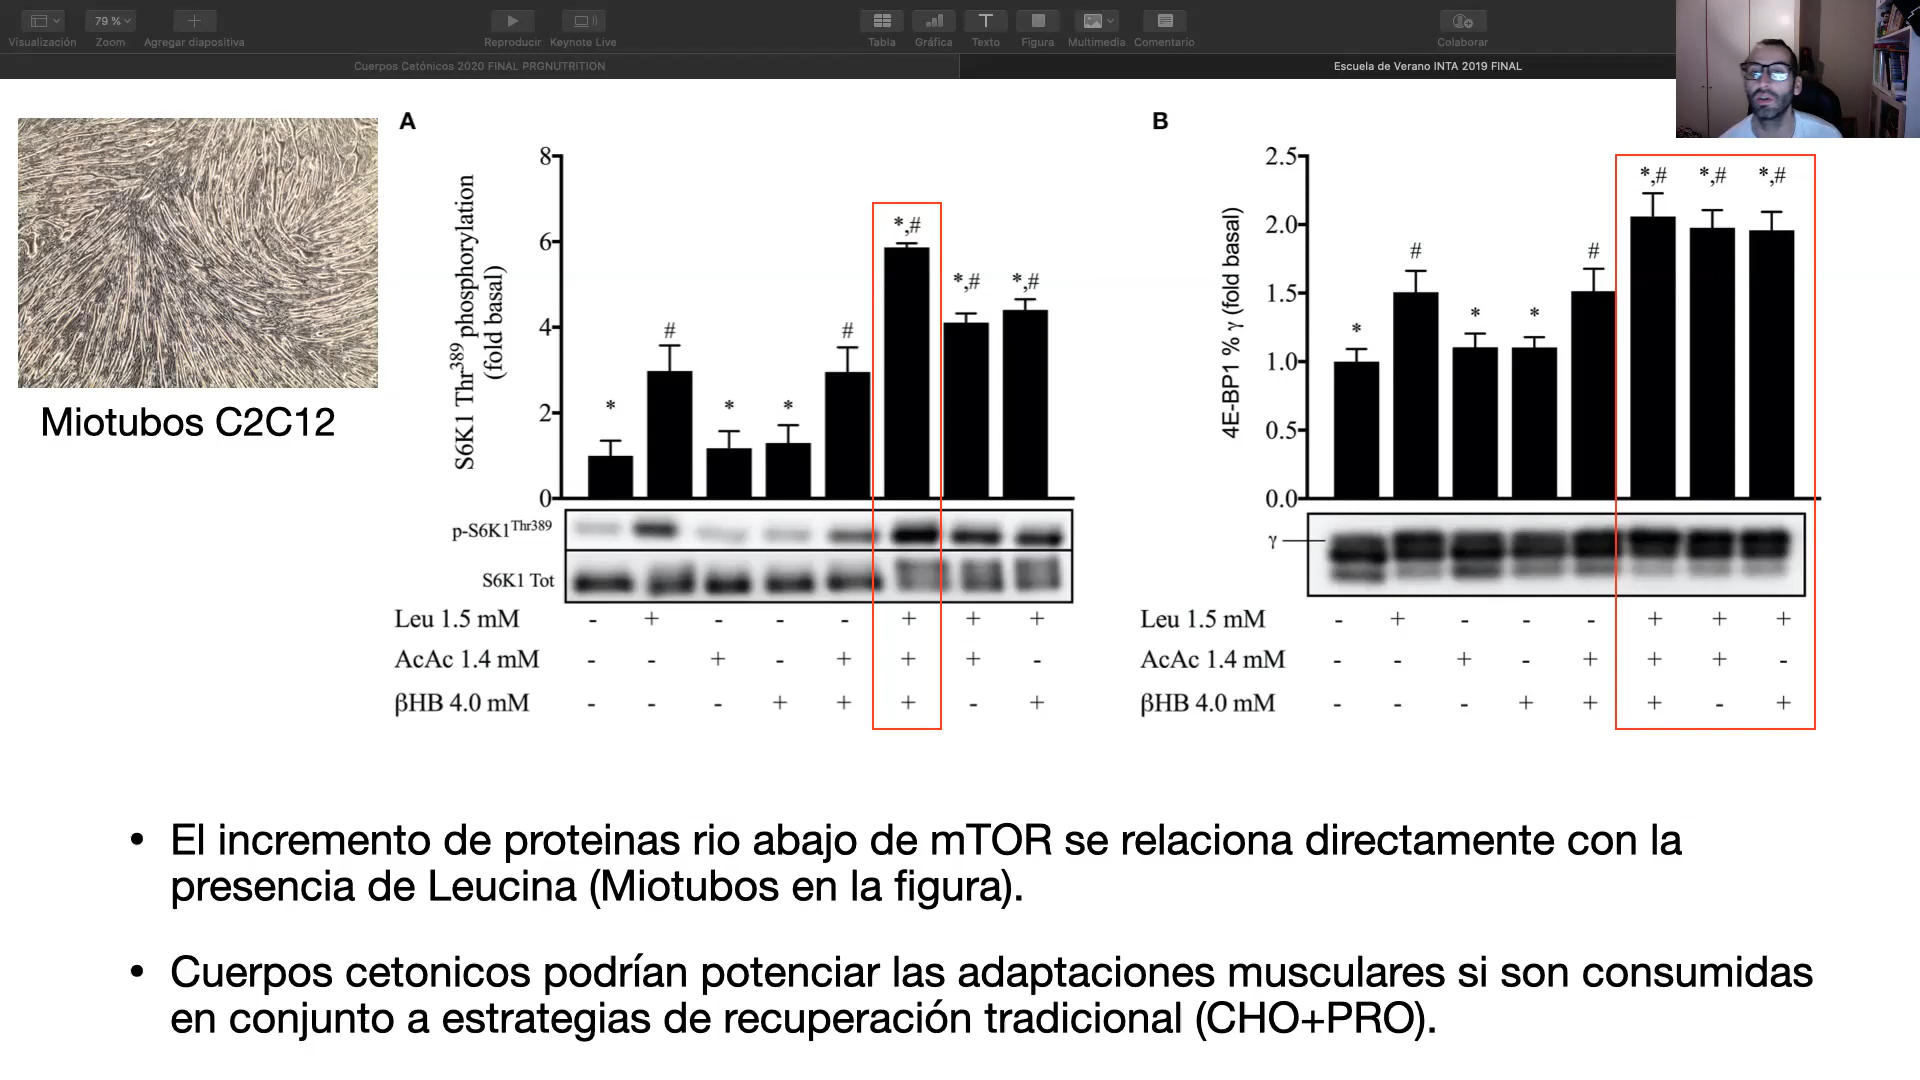 79 %
Visualización Zoom Agregar diapositiva Reproducir Keynote Live Tabla Gráfica Texto Figura Multimedia Comentario Colaborar
Cuerpos Cetónicos 2020 FINAL PRGNUTRITION
Escuela de Verano INTA 2019 FINAL
Miotubos C2C12
A
S6K1 Thr389 phosphorylation
(fold basal)
8
6
4
2
0
* # * * # *,# *,# *,#
p-S6K1Thr389
S6K1 Tot
Leu 1.5 mM - + - - - + + +
AcAc 1.4 mM - - + - + + + -
βHB 4.0 mM - - - + + + - +
B
4E-BP1 % γ (fold basal)
2.5
2.0
1.5
1.0
0.5
0.0
* # * * # *,# *,# *,#
γ
Leu 1.5 mM - + - - - + + +
AcAc 1.4 mM - - + - + + + -
βHB 4.0 mM - - - + + + - +
• El incremento de proteinas rio abajo de mTOR se relaciona directamente con la
presencia de Leucina (Miotubos en la figura).
• Cuerpos cetonicos podrían potenciar las adaptaciones musculares si son consumidas
en conjunto a estrategias de recuperación tradicional (CHO+PRO).